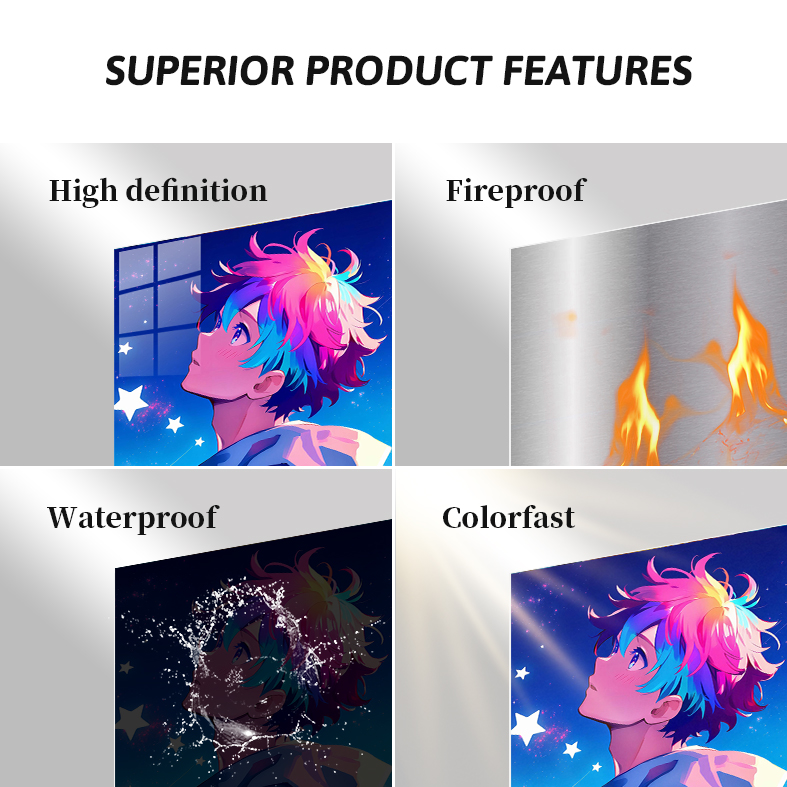 SUPERIOR PRODUCT FEATURES
High definition
Fireproof
Waterproof
Colorfast